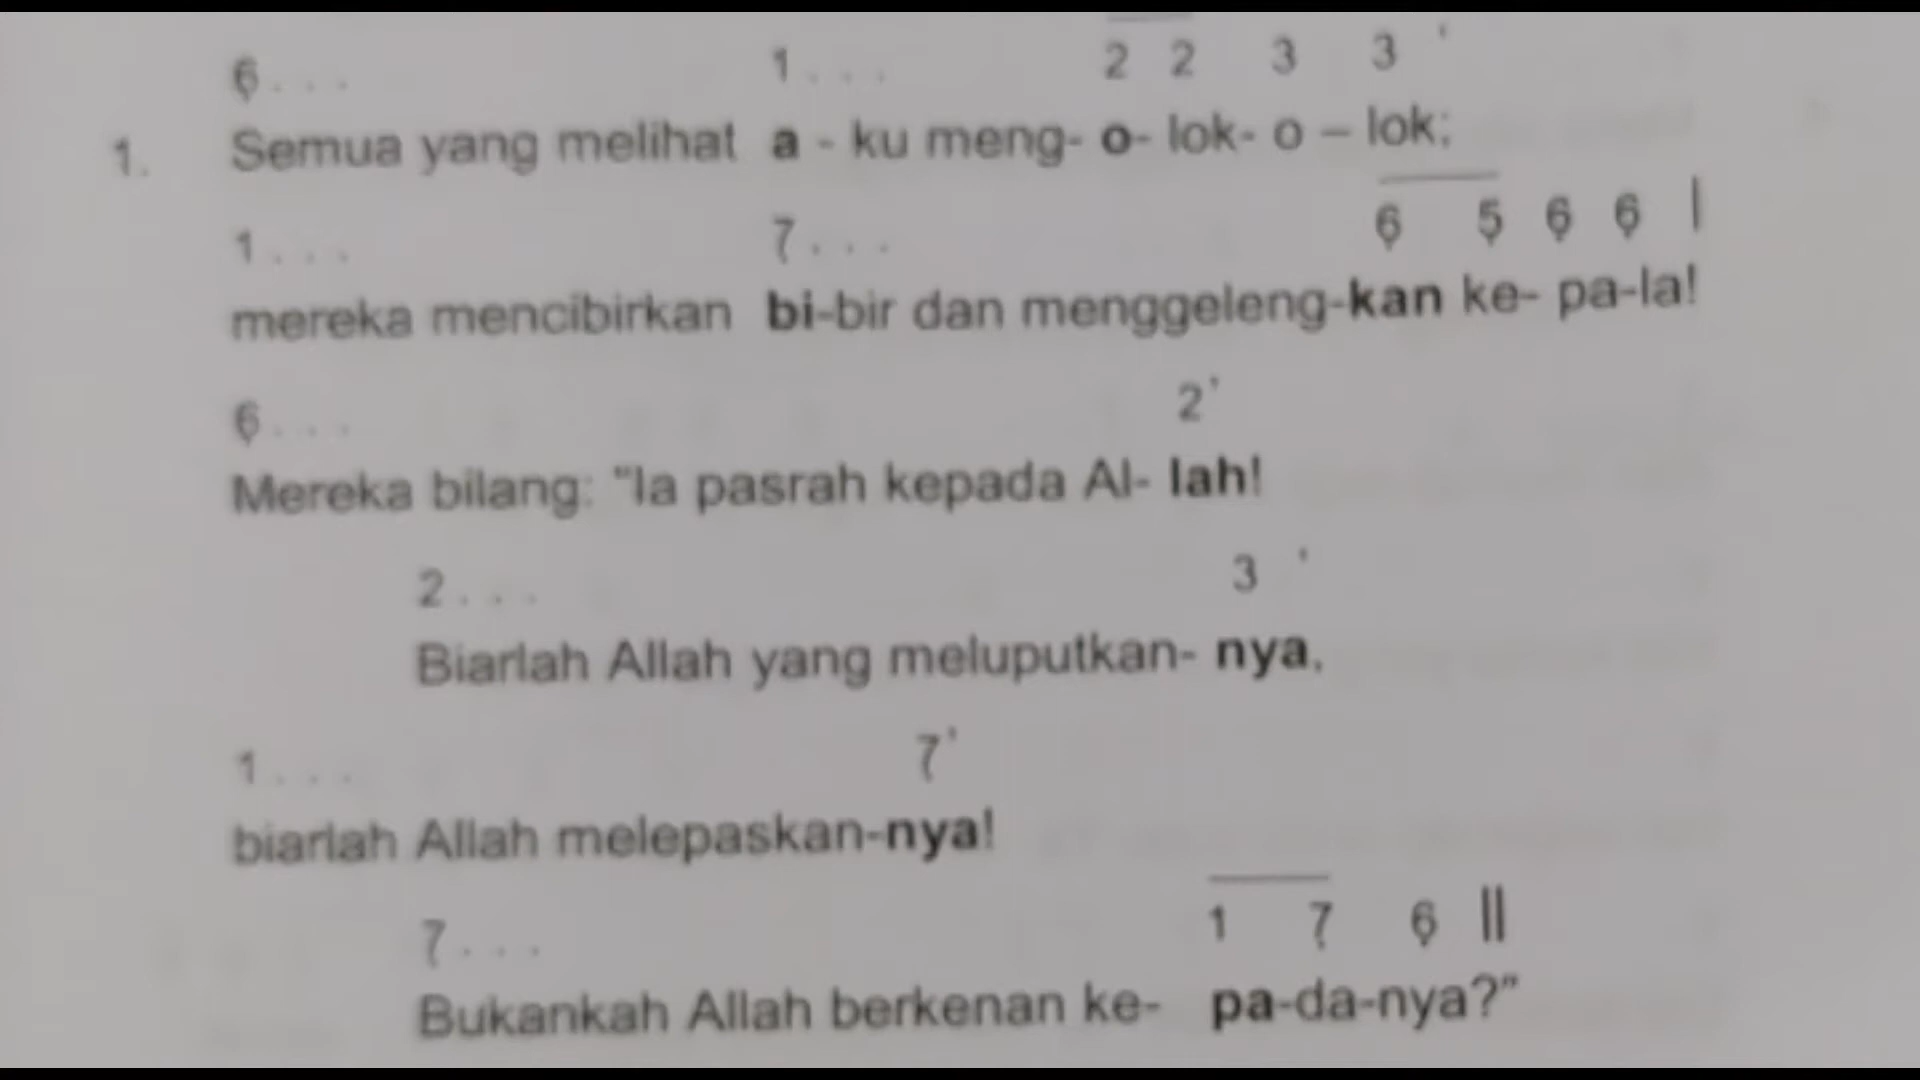 6 . . . 1 . . . 2 2 3 3 '
1. Semua yang melihat a - ku meng- o- lok- o – lok;
1 . . . 7 . . . 6 5 6 6 |
mereka mencibirkan bi-bir dan menggeleng-kan ke- pa-la!
6 . . . 2'
Mereka bilang: "Ia pasrah kepada Al- lah!
2 . . . 3 '
Biarlah Allah yang meluputkan- nya,
1 . . . 7'
biarlah Allah melepaskan-nya!
7 . . . 1 7 6 ||
Bukankah Allah berkenan ke- pa-da-nya?"